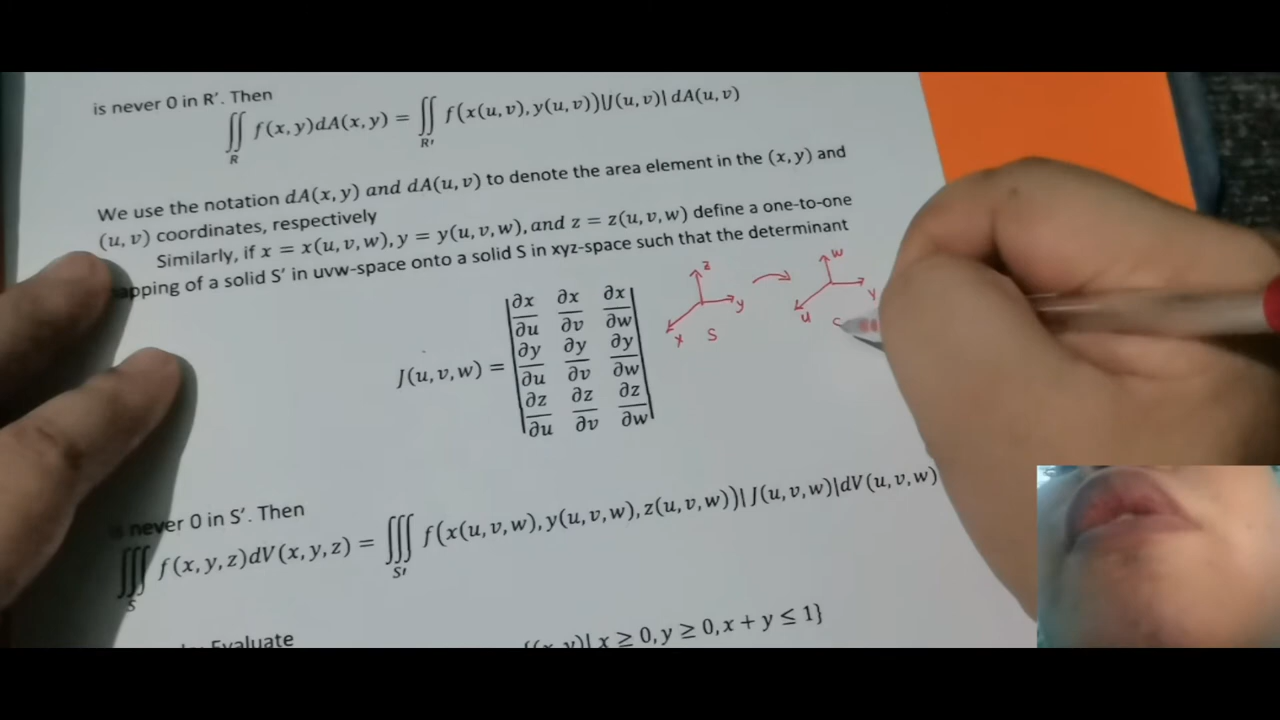 is never 0 in R′. Then
∬_R f(x, y)dA(x, y) = ∬_R′ f(x(u, v), y(u, v))|J(u, v)| dA(u, v)
We use the notation dA(x, y) and dA(u, v) to denote the area element in the (x, y) and
(u, v) coordinates, respectively
Similarly, if x = x(u, v, w), y = y(u, v, w), and z = z(u, v, w) define a one-to-one
apping of a solid S′ in uvw-space onto a solid S in xyz-space such that the determinant
J(u, v, w) = | ∂x/∂u ∂x/∂v ∂x/∂w |
| ∂y/∂u ∂y/∂v ∂y/∂w |
| ∂z/∂u ∂z/∂v ∂z/∂w |
z y x S
w v u
is never 0 in S′. Then
∭_S f(x, y, z)dV(x, y, z) = ∭_S′ f(x(u, v, w), y(u, v, w), z(u, v, w))| J(u, v, w)|dV(u, v, w)
Evaluate
{(x, y)| x ≥ 0, y ≥ 0, x + y ≤ 1}